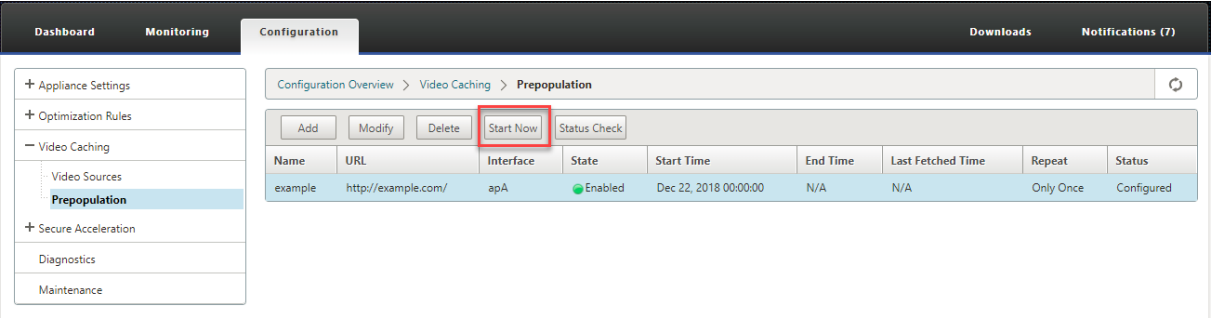 Dashboard Monitoring Configuration Downloads Notifications (7)
+ Appliance Settings
+ Optimization Rules
− Video Caching
Video Sources
Prepopulation
+ Secure Acceleration
Diagnostics
Maintenance
Configuration Overview > Video Caching > Prepopulation
Add Modify Delete Start Now Status Check
Name URL Interface State Start Time End Time Last Fetched Time Repeat Status
example http://example.com/ apA Enabled Dec 22, 2018 00:00:00 N/A N/A Only Once Configured